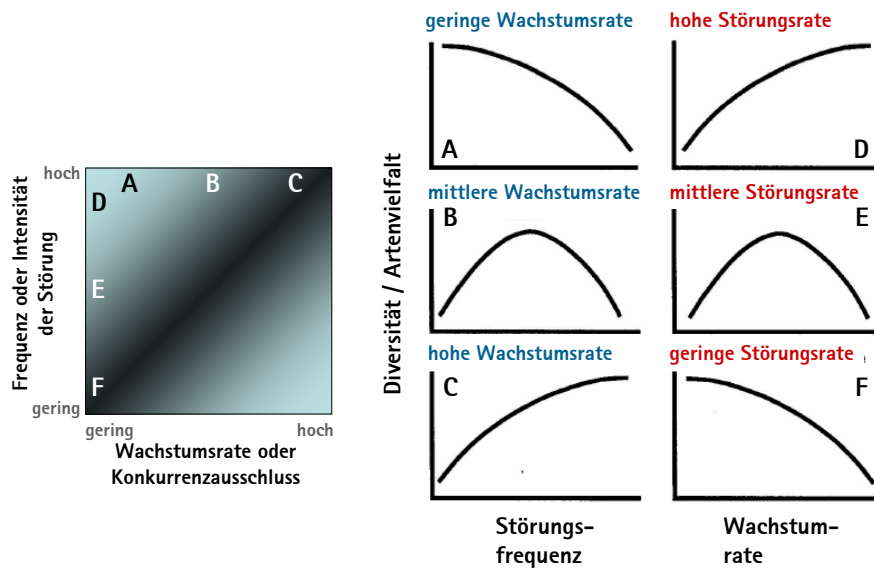 hoch
gering
Frequenz oder Intensität
der Störung
A
B
C
D
E
F
gering
hoch
Wachstumsrate oder
Konkurrenzausschluss
Diversität / Artenvielfalt
geringe Wachstumsrate
A
hohe Störungsrate
D
mittlere Wachstumsrate
B
mittlere Störungsrate
E
hohe Wachstumsrate
C
geringe Störungsrate
F
Störungs-
frequenz
Wachstum-
rate